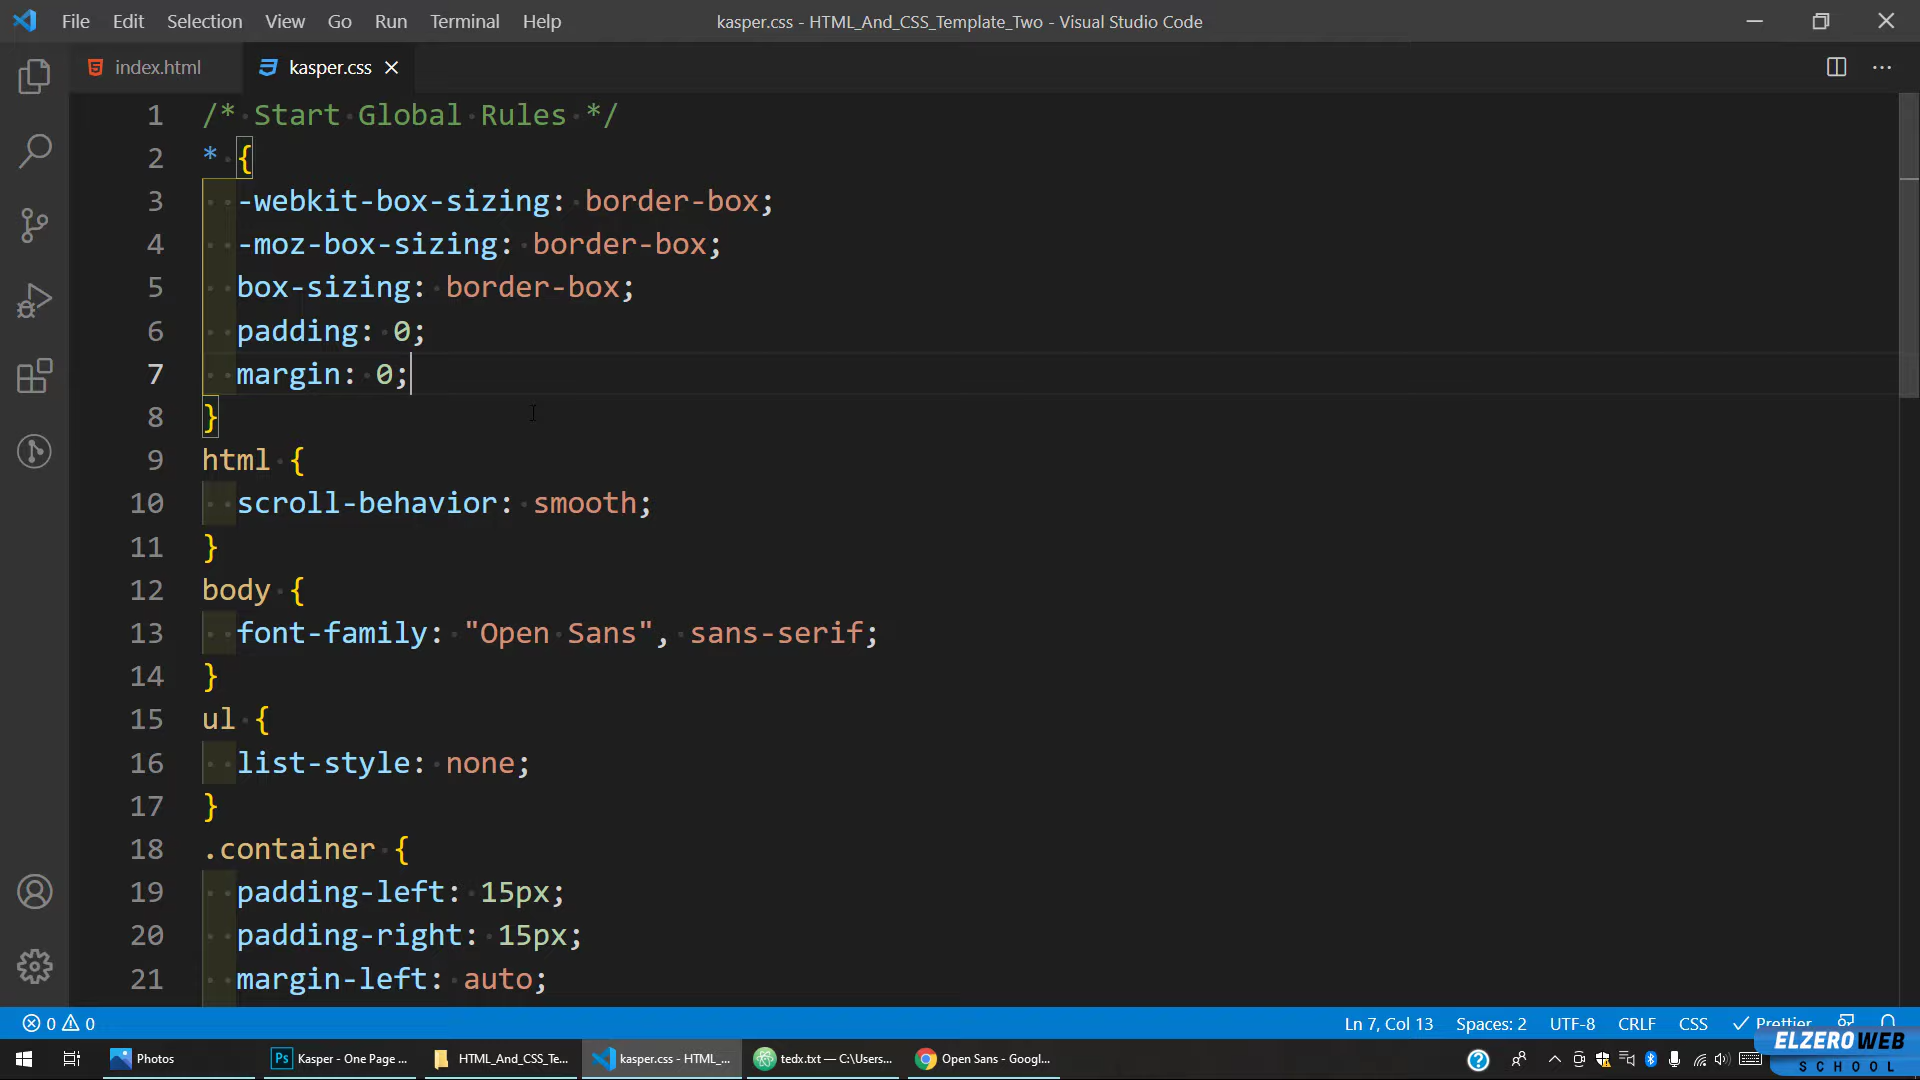 File Edit Selection View Go Run Terminal Help kasper.css - HTML_And_CSS_Template_Two - Visual Studio Code
index.html kasper.css
1 /* Start Global Rules */
2 * {
3 -webkit-box-sizing: border-box;
4 -moz-box-sizing: border-box;
5 box-sizing: border-box;
6 padding: 0;
7 margin: 0;
8 }
9 html {
10 scroll-behavior: smooth;
11 }
12 body {
13 font-family: "Open Sans", sans-serif;
14 }
15 ul {
16 list-style: none;
17 }
18 .container {
19 padding-left: 15px;
20 padding-right: 15px;
21 margin-left: auto;
0 0 Ln 7, Col 13 Spaces: 2 UTF-8 CRLF CSS Prettier
Photos Ps Kasper - One Page ... HTML_And_CSS_Te... kasper.css - HTML_... tedx.txt — C:\Users... Open Sans - Googl...
ELZEROWEB
SCHOOL